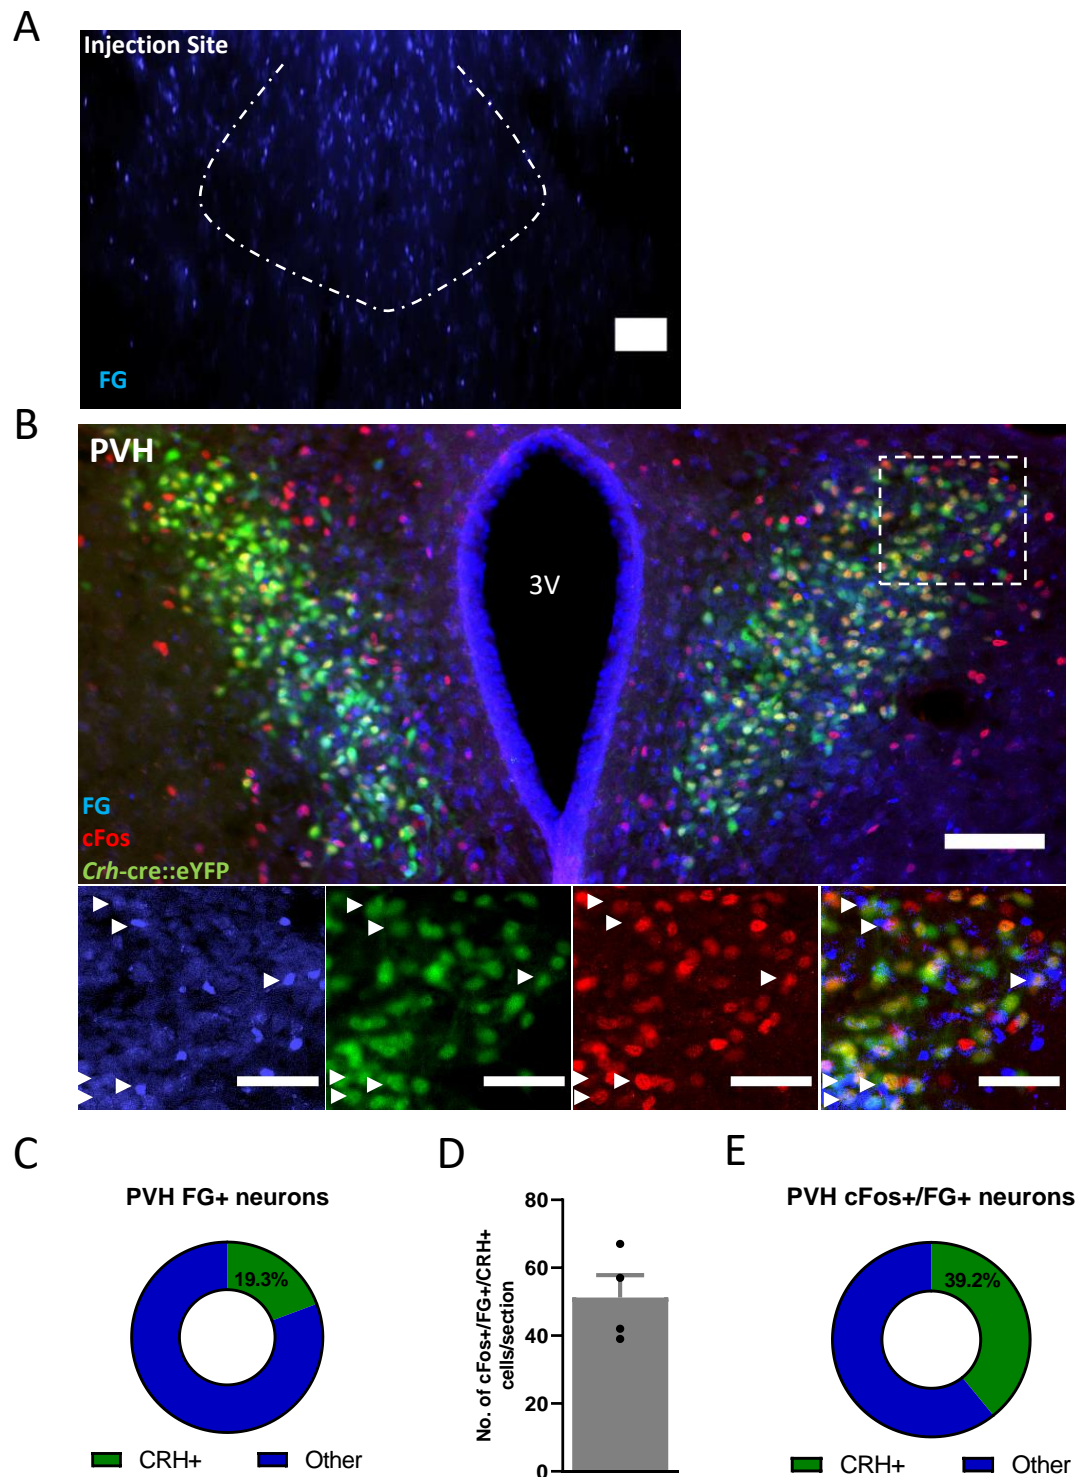 A
Injection Site
FG
B
PVH
3V
FG
cFos
Crh-cre::eYFP
C
PVH FG+ neurons
19.3%
CRH+
Other
D
No. of cFos+/FG+/CRH+
cells/section
80
60
40
20
0
E
PVH cFos+/FG+ neurons
39.2%
CRH+
Other